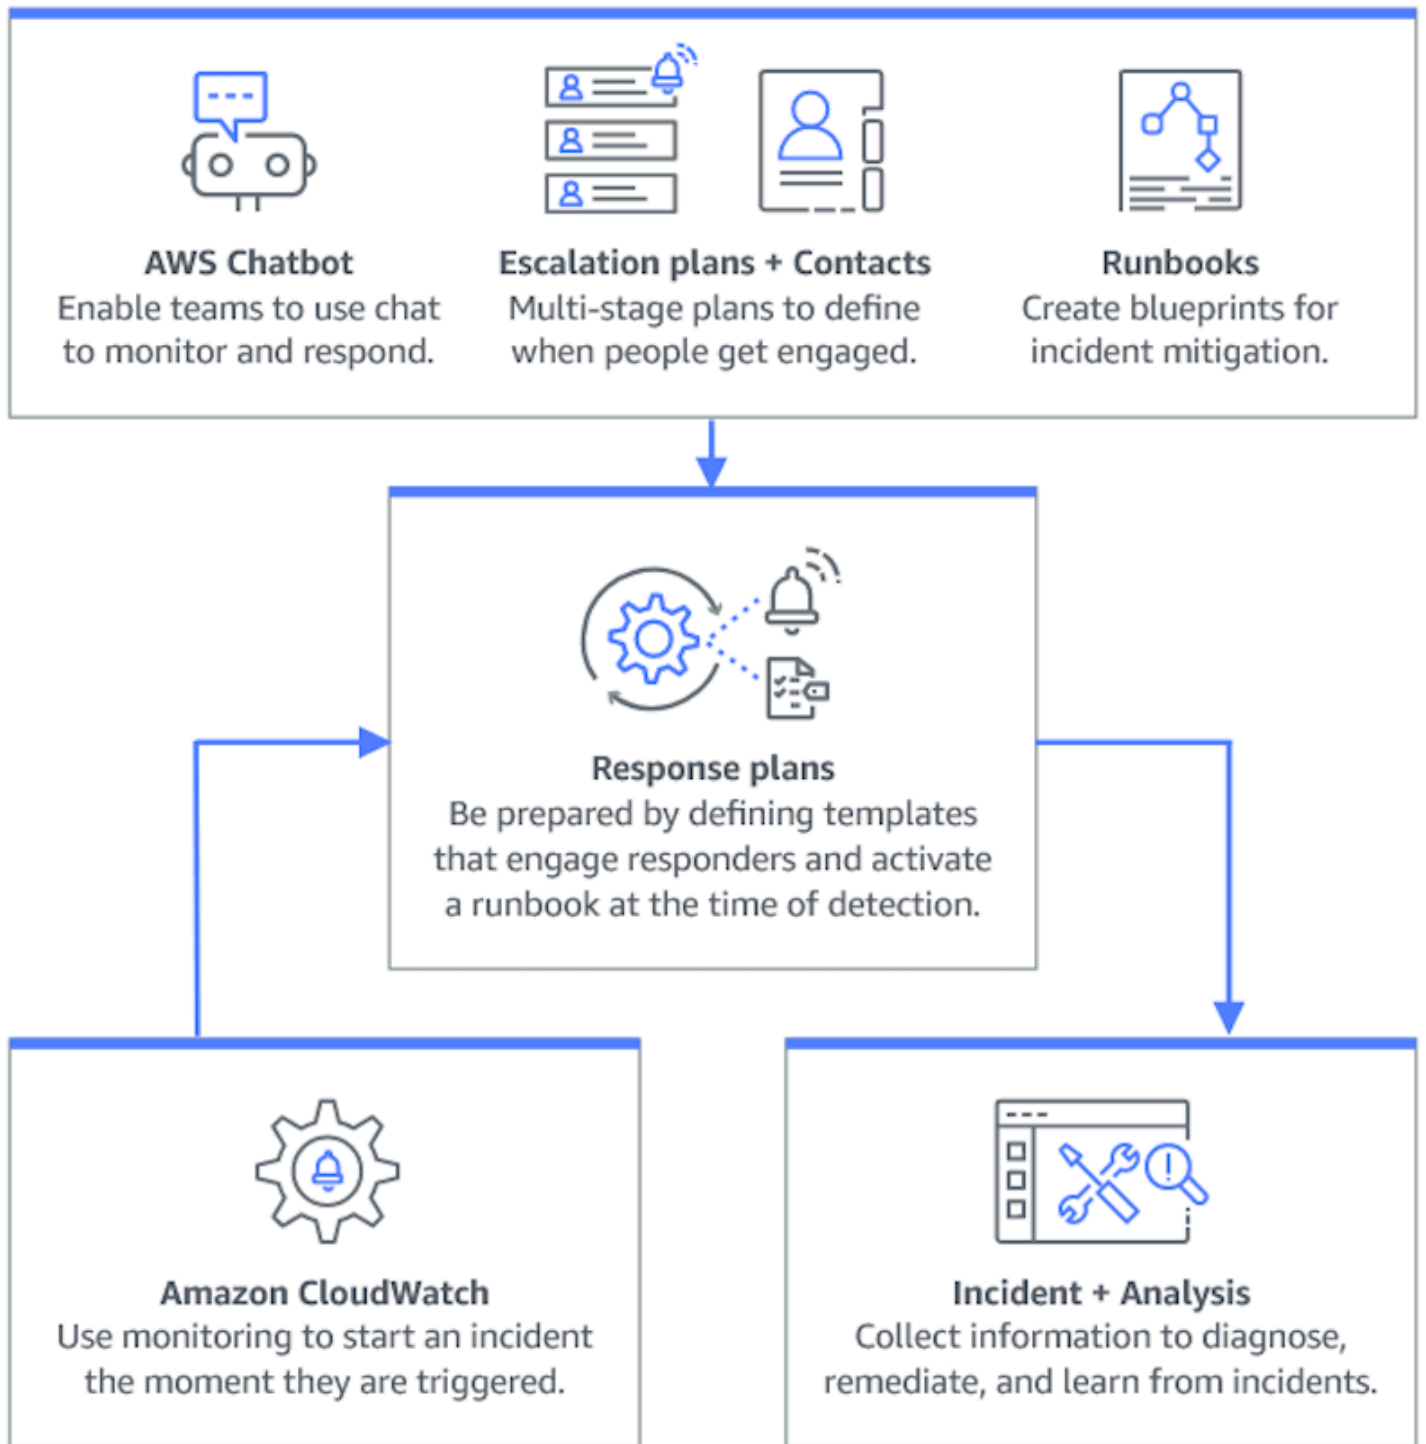 AWS Chatbot
Enable teams to use chat
to monitor and respond.
Escalation plans + Contacts
Multi-stage plans to define
when people get engaged.
Runbooks
Create blueprints for
incident mitigation.
Response plans
Be prepared by defining templates
that engage responders and activate
a runbook at the time of detection.
Amazon CloudWatch
Use monitoring to start an incident
the moment they are triggered.
Incident + Analysis
Collect information to diagnose,
remediate, and learn from incidents.